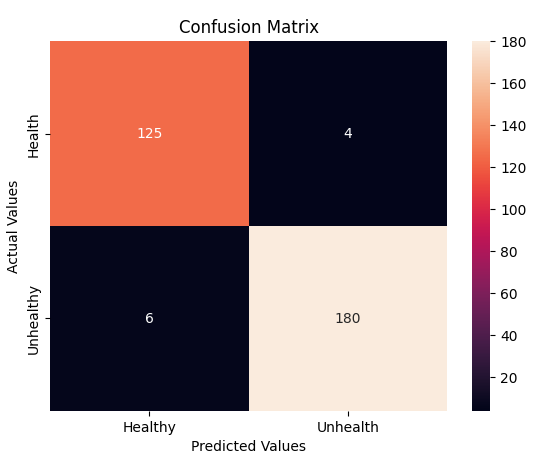 Confusion Matrix
Actual Values
Health
125
4
Unhealthy
6
180
Healthy
Unhealth
Predicted Values
180
160
140
120
100
80
60
40
20